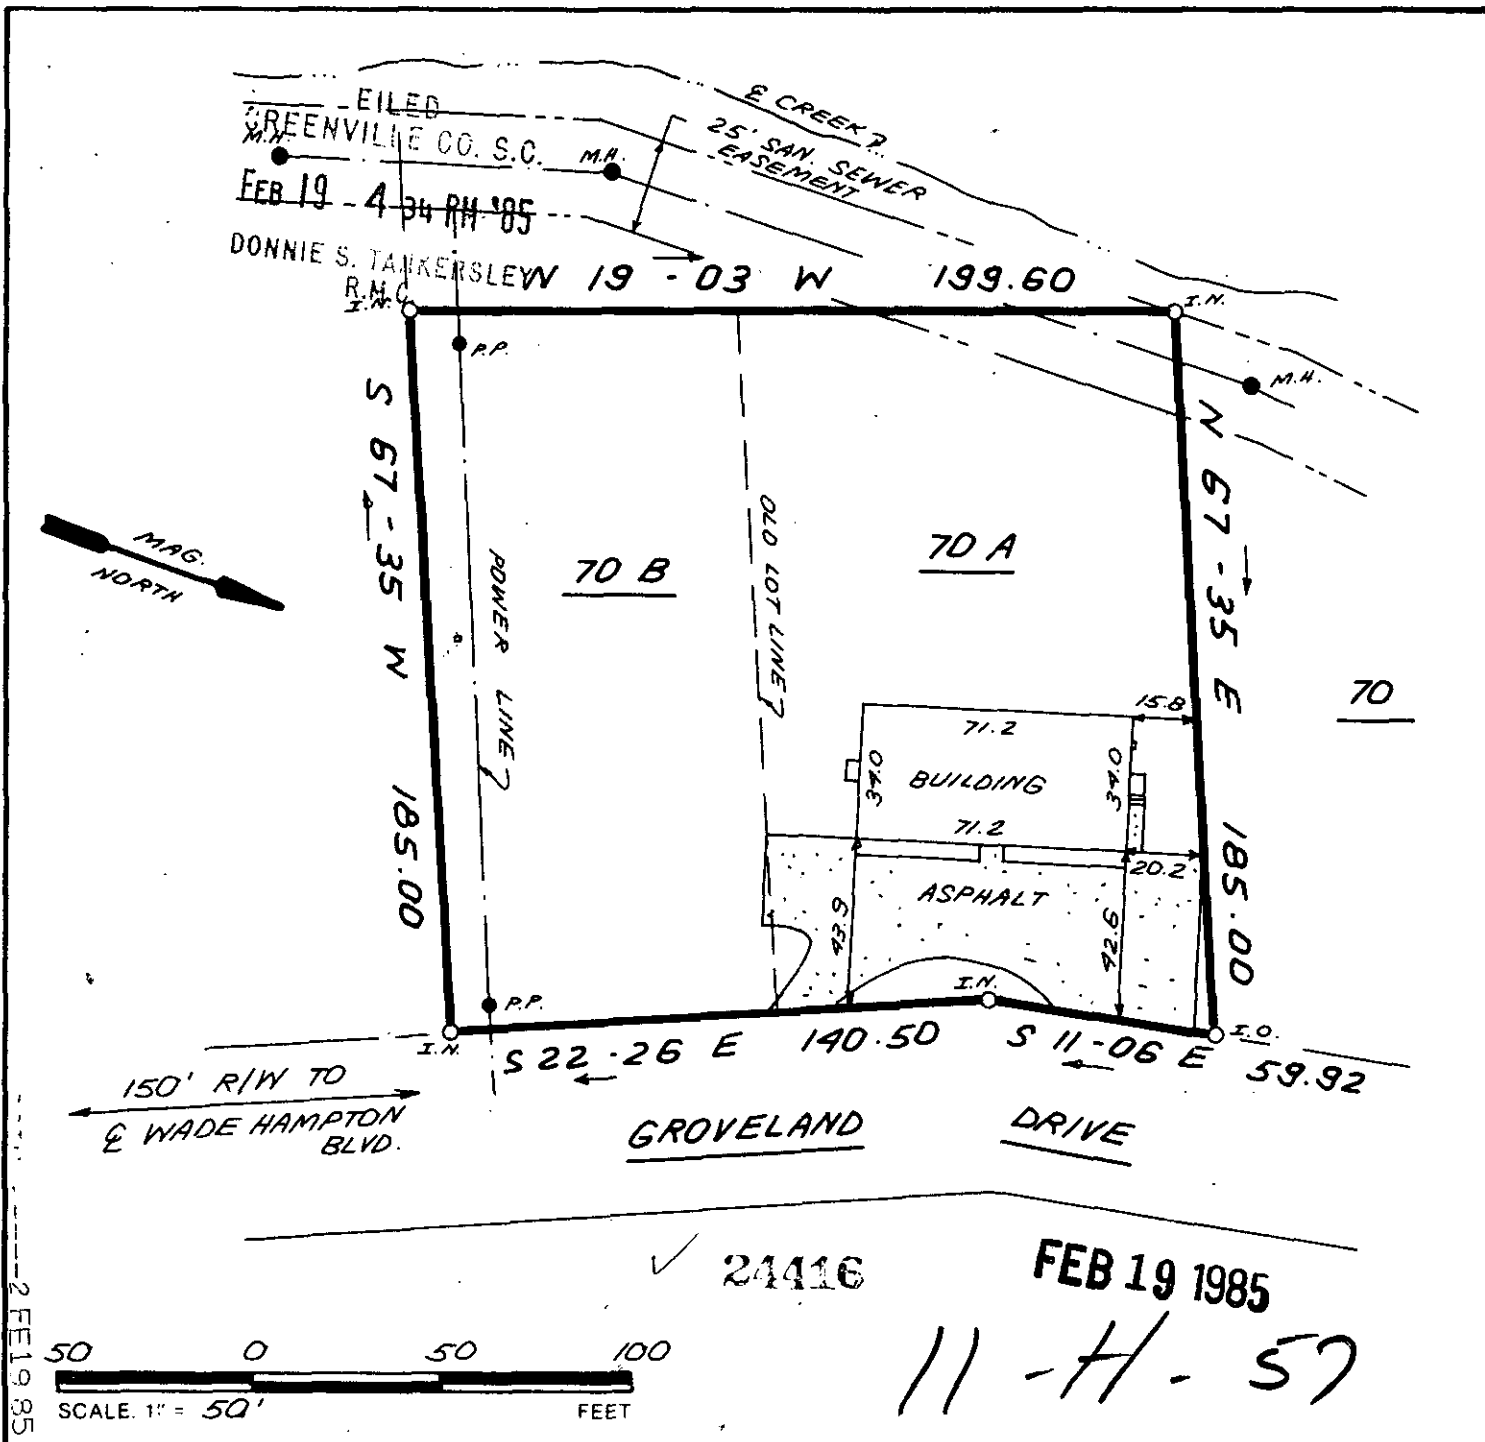 ℄ CREEK
25' SAN. SEWER
EASEMENT
FILED
GREENVILLE CO. S.C.
M.H.
M.H.
FEB 19 4 34 PM '85
DONNIE S. TANKERSLEY
R.M.C.
N 19 - 03 W 199.60
I.N.
I.N.
P.P.
M.H.
S 67 - 35 W 185.00
N 67 - 35 E 185.00
MAG.
NORTH
POWER LINE
OLD LOT LINE
70 B
70 A
70
15.8
71.2
34.0
BUILDING
34.0
71.2
20.2
ASPHALT
43.9
42.6
I.N.
P.P.
I.N.
I.O.
S 22 - 26 E 140.50
S 11 - 06 E 59.92
150' R/W TO
℄ WADE HAMPTON
BLVD.
GROVELAND DRIVE
24416
FEB 19 1985
11 - H - 57
50 0 50 100
SCALE. 1" = 50' FEET
2 FE19 85